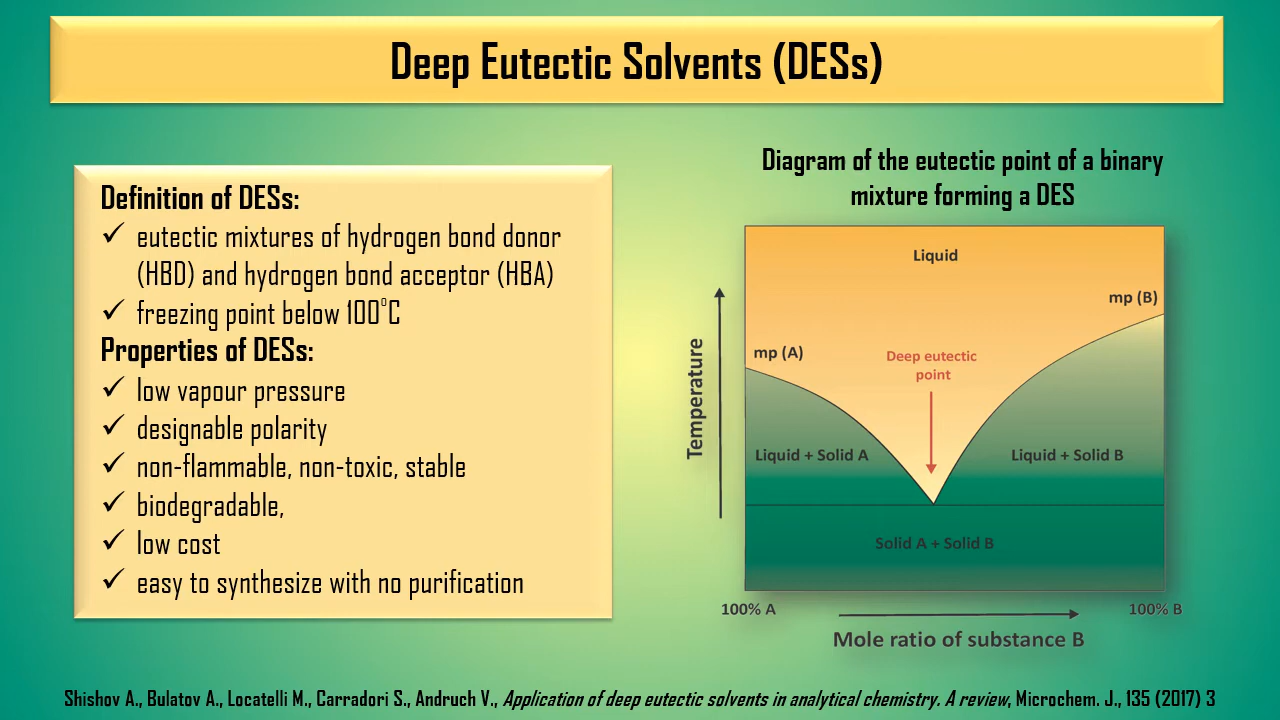 Deep Eutectic Solvents (DESs)
Definition of DESs:
✓ eutectic mixtures of hydrogen bond donor
(HBD) and hydrogen bond acceptor (HBA)
✓ freezing point below 100°C
Properties of DESs:
✓ low vapour pressure
✓ designable polarity
✓ non-flammable, non-toxic, stable
✓ biodegradable,
✓ low cost
✓ easy to synthesize with no purification
Diagram of the eutectic point of a binary
mixture forming a DES
Liquid
mp (B)
mp (A)
Deep eutectic
point
Temperature
Liquid + Solid A
Liquid + Solid B
Solid A + Solid B
100% A
100% B
Mole ratio of substance B
Shishov A., Bulatov A., Locatelli M., Carradori S., Andruch V., Application of deep eutectic solvents in analytical chemistry. A review, Microchem. J., 135 (2017) 3